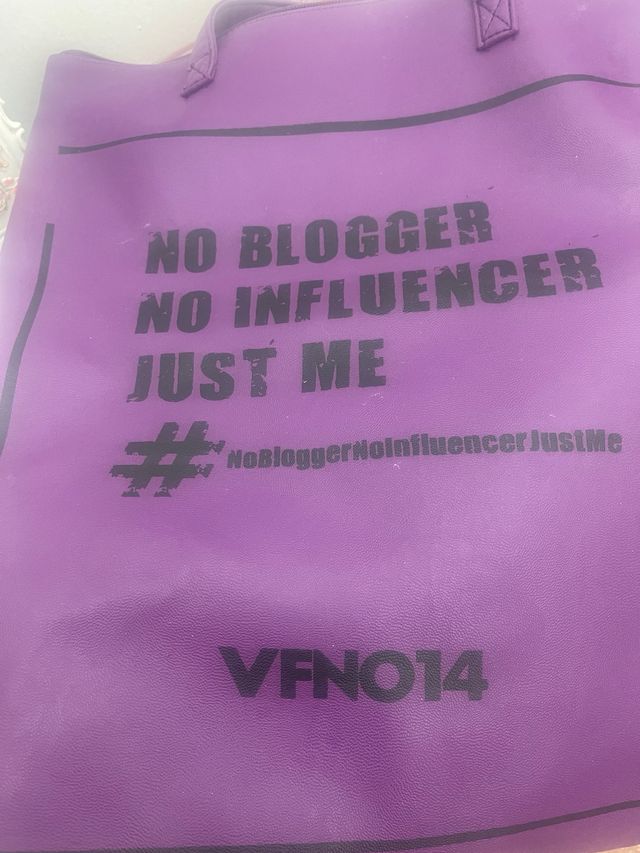 NO BLOGGER
NO INFLUENCER
JUST ME
#NoBloggerNoInfluencerJustMe
VFNO14